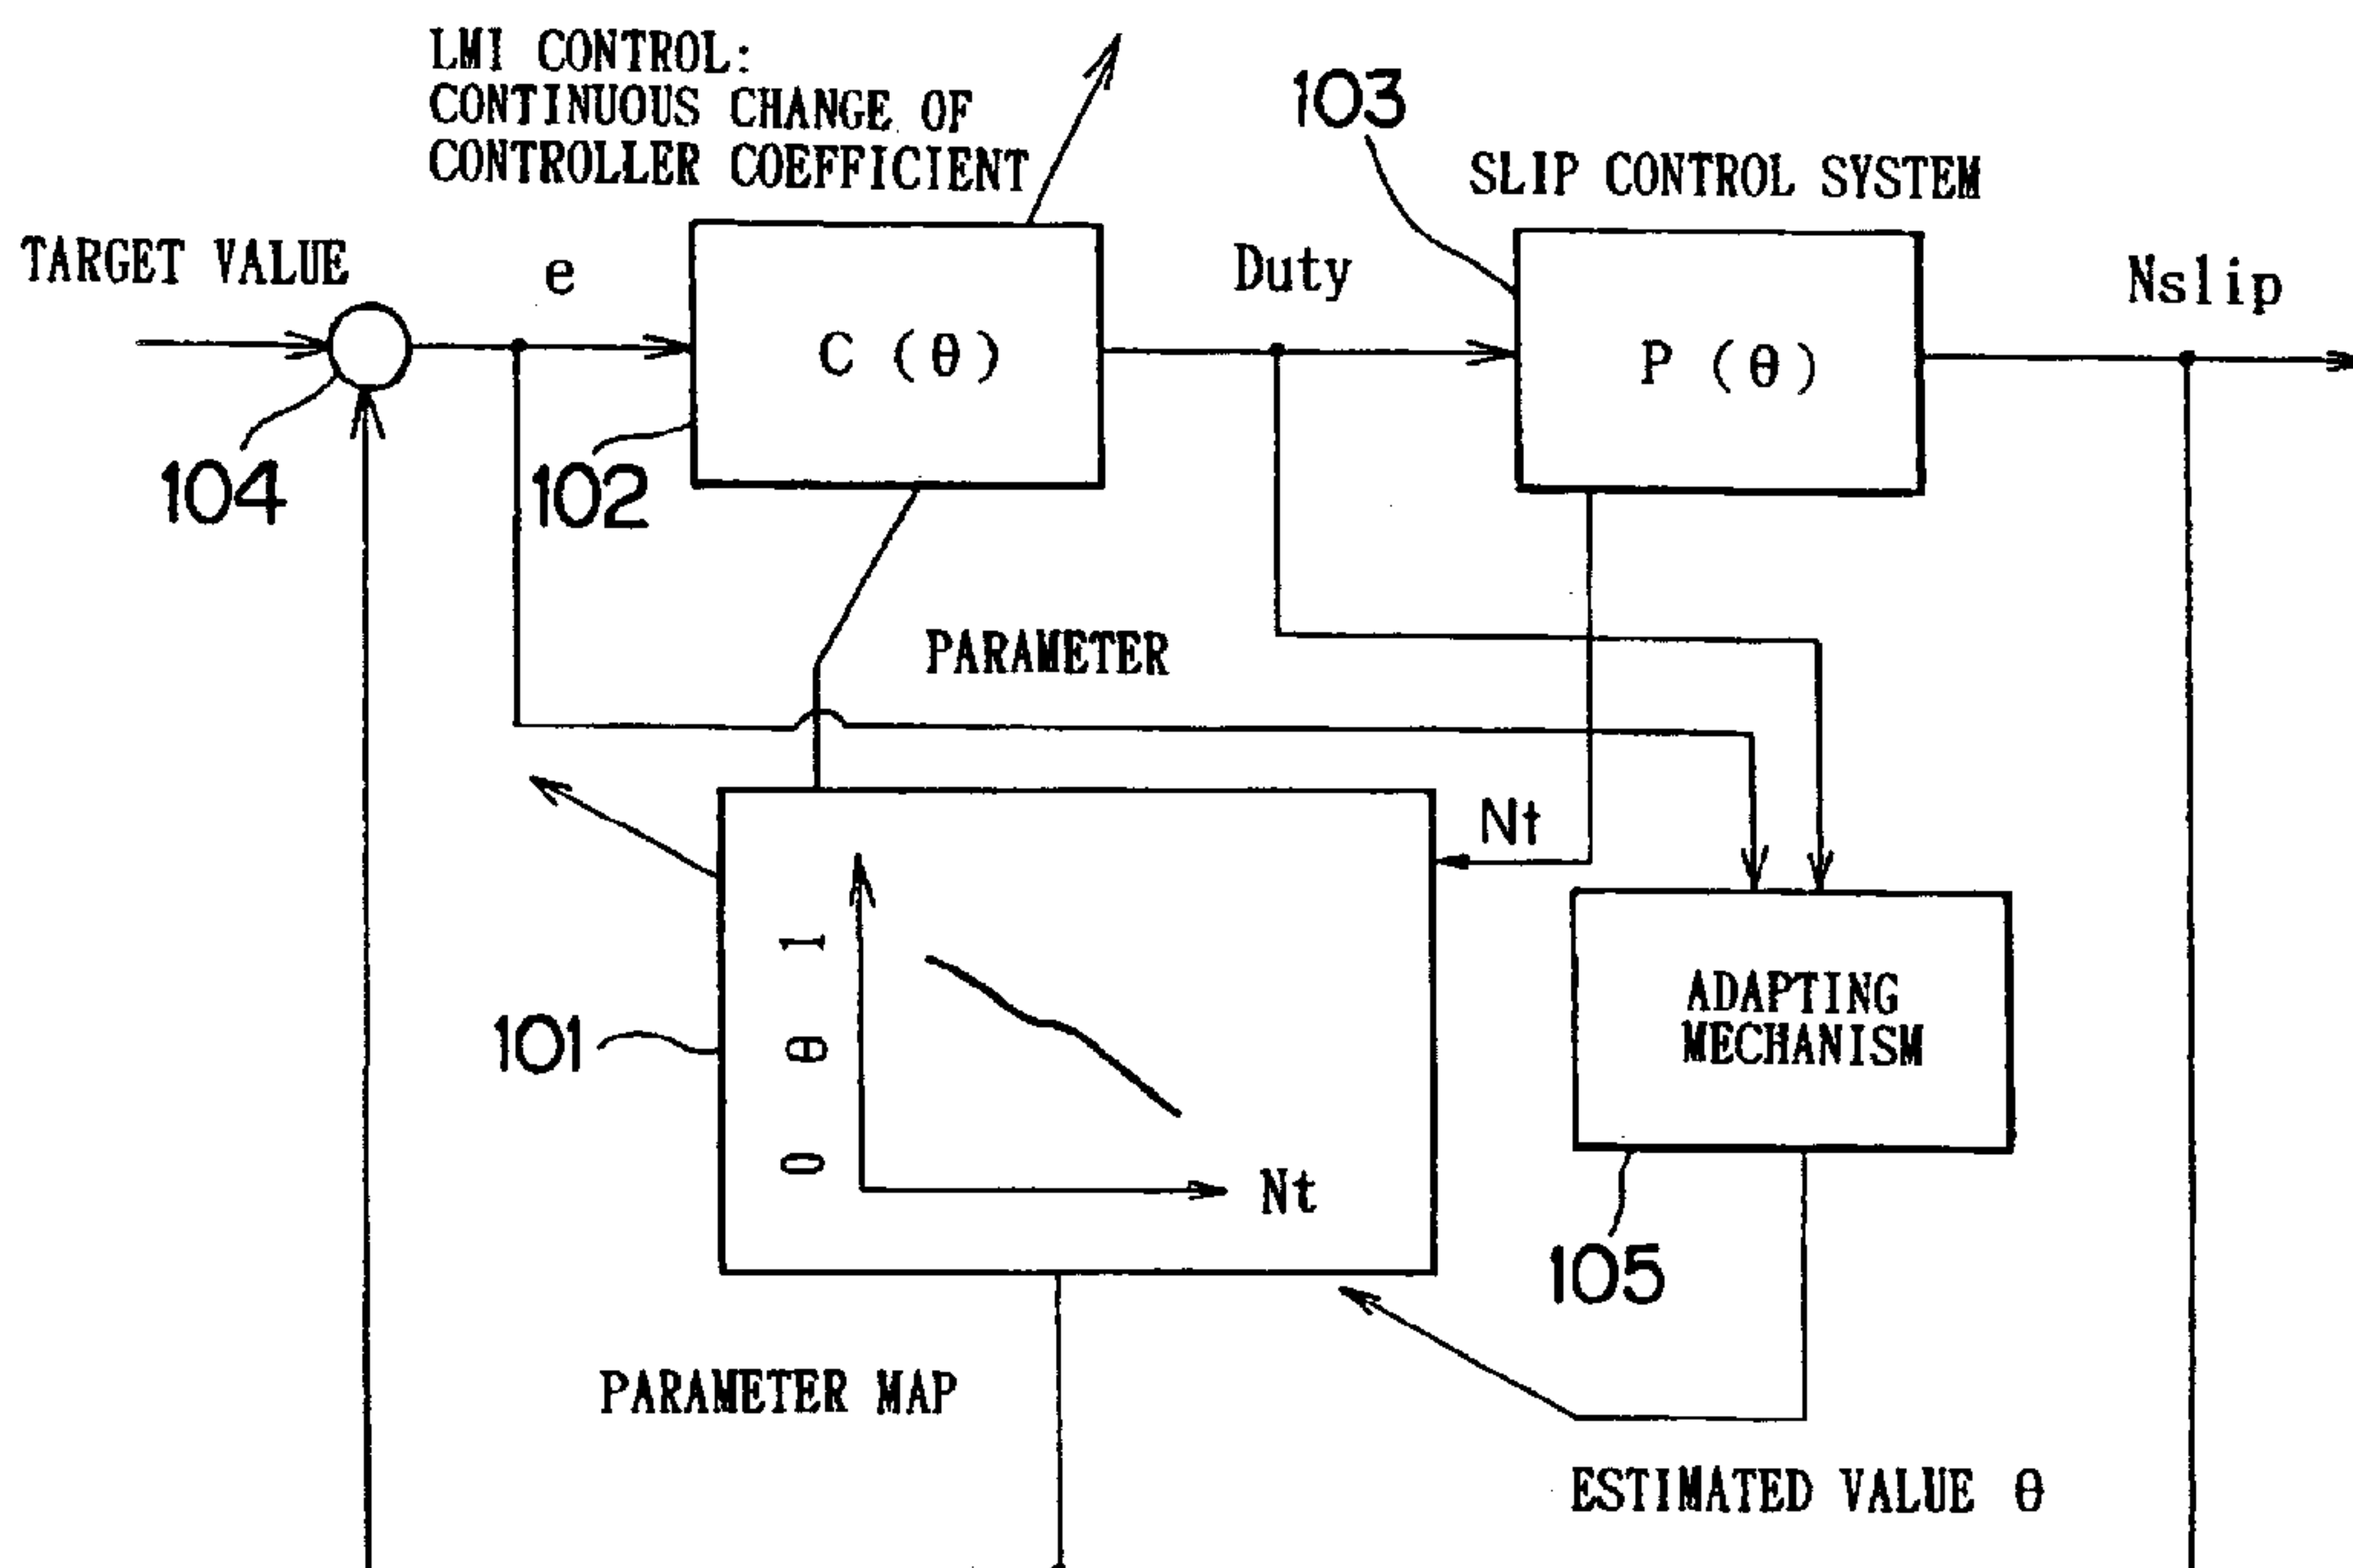 LMI CONTROL:
CONTINUOUS CHANGE OF
CONTROLLER COEFFICIENT
103
SLIP CONTROL SYSTEM
TARGET VALUE
e
Duty
Nslip
C (θ)
P (θ)
104
102
PARAMETER
Nt
1
θ
0
Nt
101
ADAPTING
MECHANISM
105
PARAMETER MAP
ESTIMATED VALUE θ